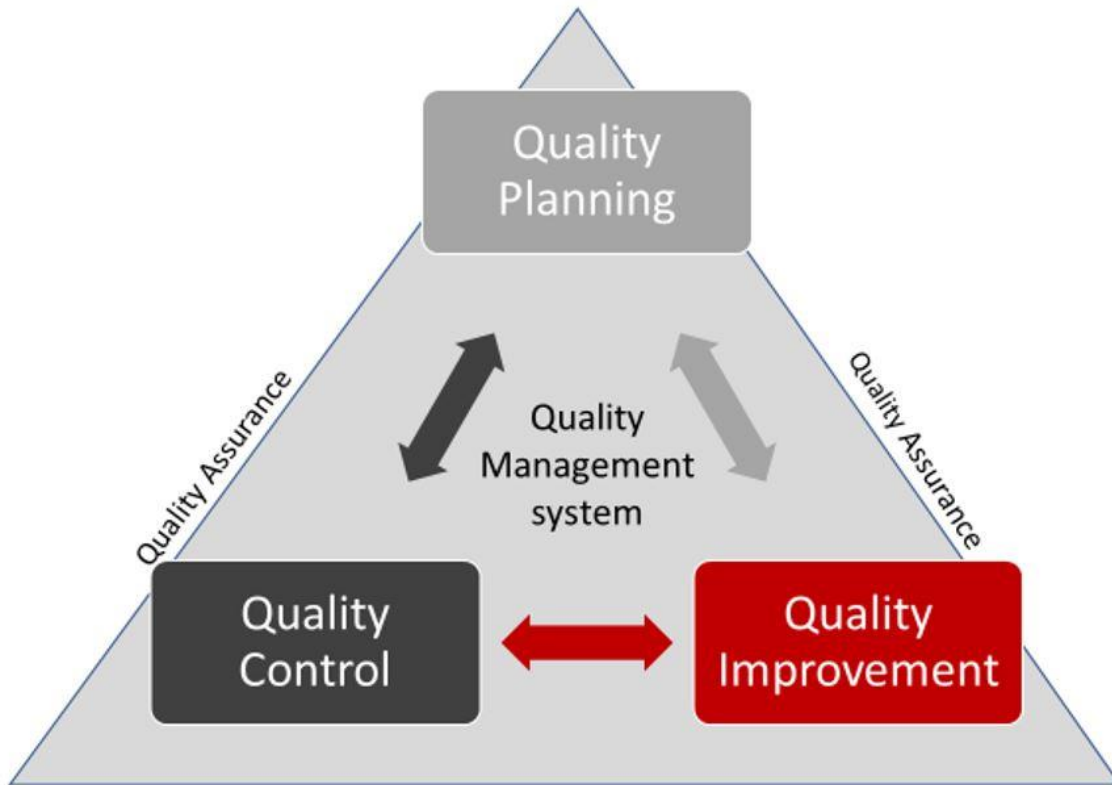 Quality
Planning
Quality Assurance
Quality Assurance
Quality
Management
system
Quality
Control
Quality
Improvement